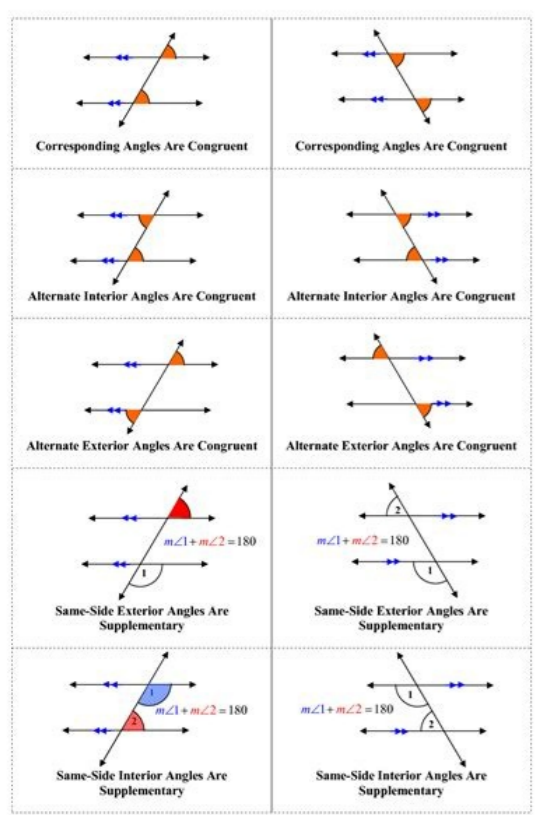 Corresponding Angles Are Congruent
Corresponding Angles Are Congruent
Alternate Interior Angles Are Congruent
Alternate Interior Angles Are Congruent
Alternate Exterior Angles Are Congruent
Alternate Exterior Angles Are Congruent
m∠1+m∠2=180
1
Same-Side Exterior Angles Are
Supplementary
2
m∠1+m∠2=180
1
Same-Side Exterior Angles Are
Supplementary
1
m∠1+m∠2=180
2
Same-Side Interior Angles Are
Supplementary
1
m∠1+m∠2=180
2
Same-Side Interior Angles Are
Supplementary